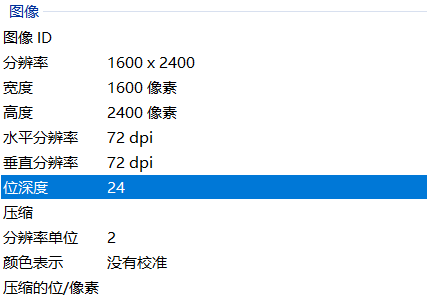 图像
图像 ID
分辨率 1600 x 2400
宽度 1600 像素
高度 2400 像素
水平分辨率 72 dpi
垂直分辨率 72 dpi
位深度 24
压缩
分辨率单位 2
颜色表示 没有校准
压缩的位/像素